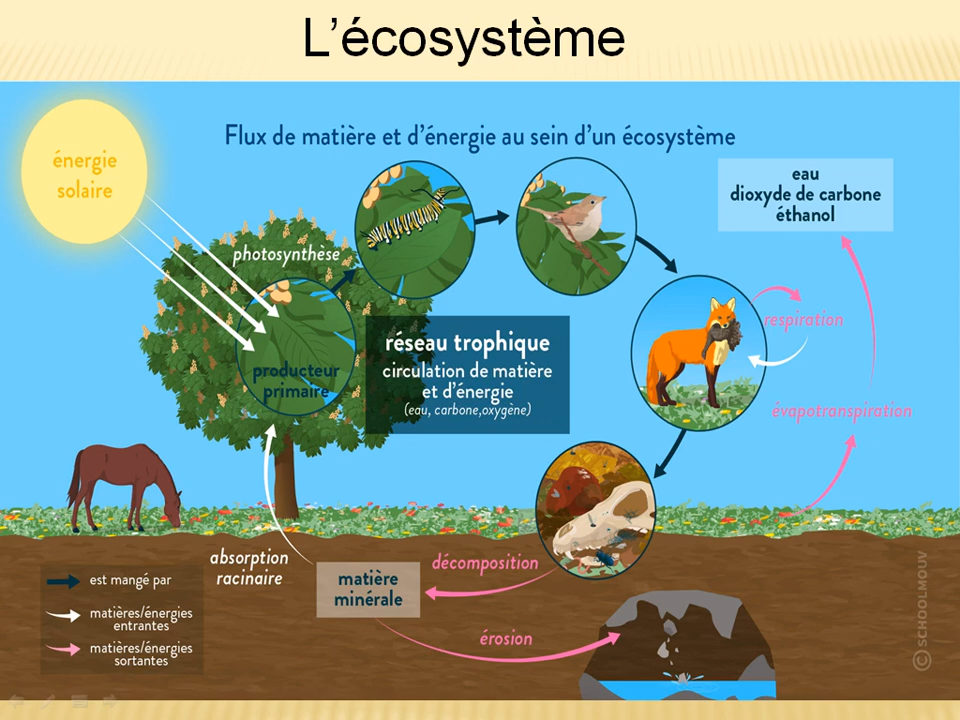 L’écosystème
Flux de matière et d’énergie au sein d’un écosystème
énergie
solaire
eau
dioxyde de carbone
éthanol
photosynthèse
producteur
primaire
réseau trophique
circulation de matière
et d’énergie
(eau, carbone,oxygène)
respiration
évapotranspiration
absorption
racinaire
matière
minérale
décomposition
érosion
est mangé par
matières/énergies
entrantes
matières/énergies
sortantes
© SCHOOLMOUV